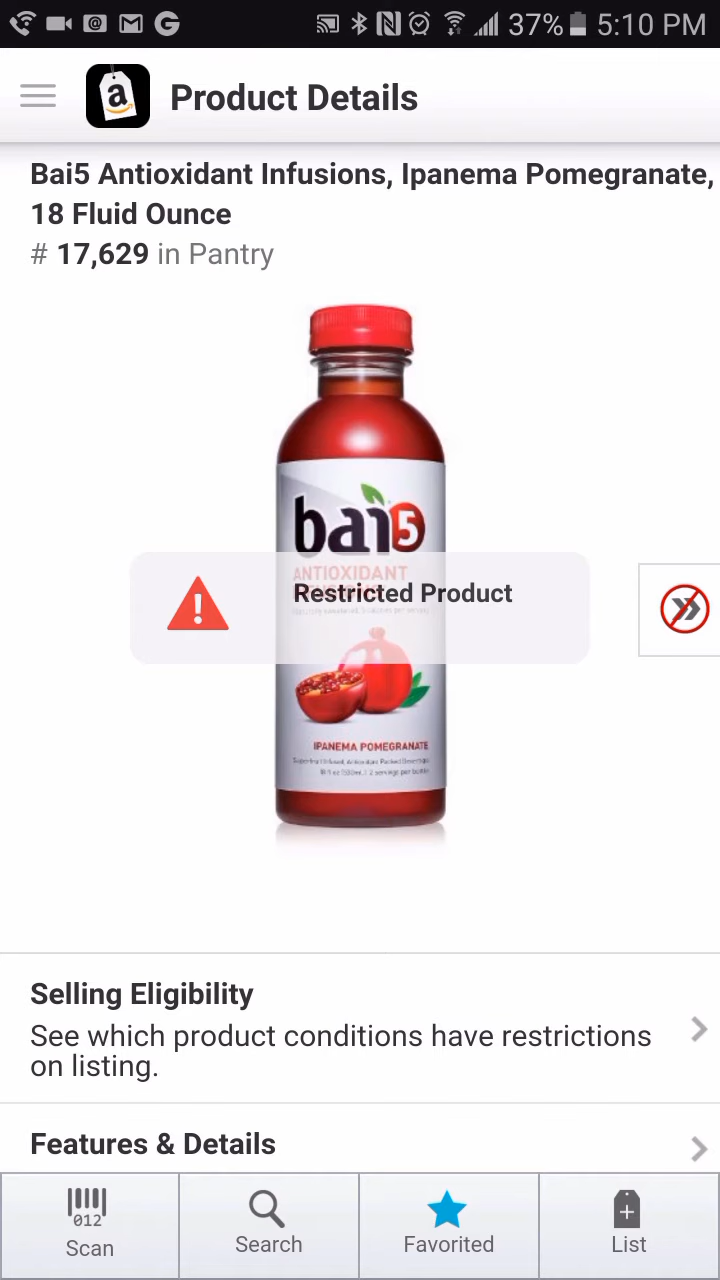 37% 5:10 PM
a Product Details
Bai5 Antioxidant Infusions, Ipanema Pomegranate,
18 Fluid Ounce
# 17,629 in Pantry
bai5
ANTIOXIDANT
Restricted Product
IPANEMA POMEGRANATE
Selling Eligibility
See which product conditions have restrictions
on listing.
Features & Details
012
Scan Search Favorited List